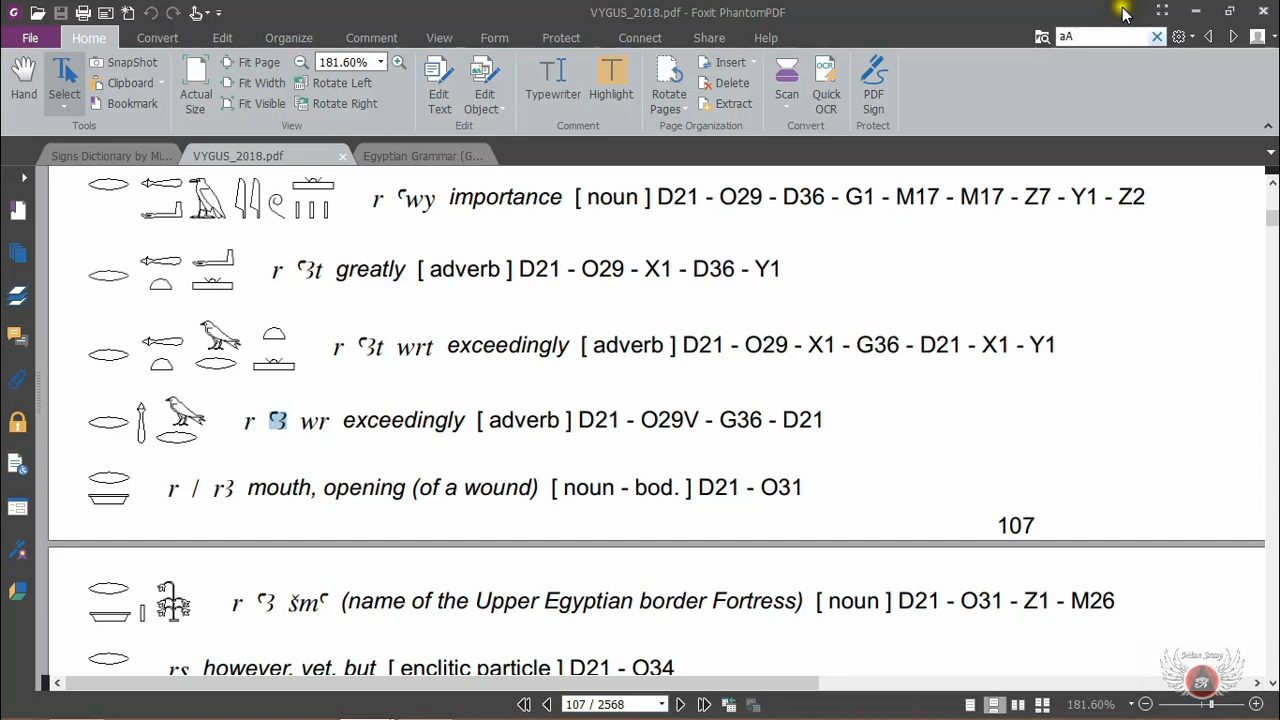 VYGUS_2018.pdf - Foxit PhantomPDF
File Home Convert Edit Organize Comment View Form Protect Connect Share Help aA
Hand Select SnapShot Clipboard Bookmark Actual Size Fit Page Fit Width Fit Visible 181.60% Rotate Left Rotate Right Edit Text Edit Object Typewriter Highlight Rotate Pages Insert Delete Extract Scan Quick OCR PDF Sign
Tools View Edit Comment Page Organization Convert Protect
Signs Dictionary by Mi... VYGUS_2018.pdf Egyptian Grammar (G...
r ꜥwy importance [ noun ] D21 - O29 - D36 - G1 - M17 - M17 - Z7 - Y1 - Z2
r ꜥꜣt greatly [ adverb ] D21 - O29 - X1 - D36 - Y1
r ꜥꜣt wrt exceedingly [ adverb ] D21 - O29 - X1 - G36 - D21 - X1 - Y1
r ꜥꜣ wr exceedingly [ adverb ] D21 - O29V - G36 - D21
r / rꜣ mouth, opening (of a wound) [ noun - bod. ] D21 - O31
107
r ꜥꜣ šmꜥ (name of the Upper Egyptian border Fortress) [ noun ] D21 - O31 - Z1 - M26
rs however, yet, but [ enclitic particle ] D21 - O34
107 / 2568 181.60%